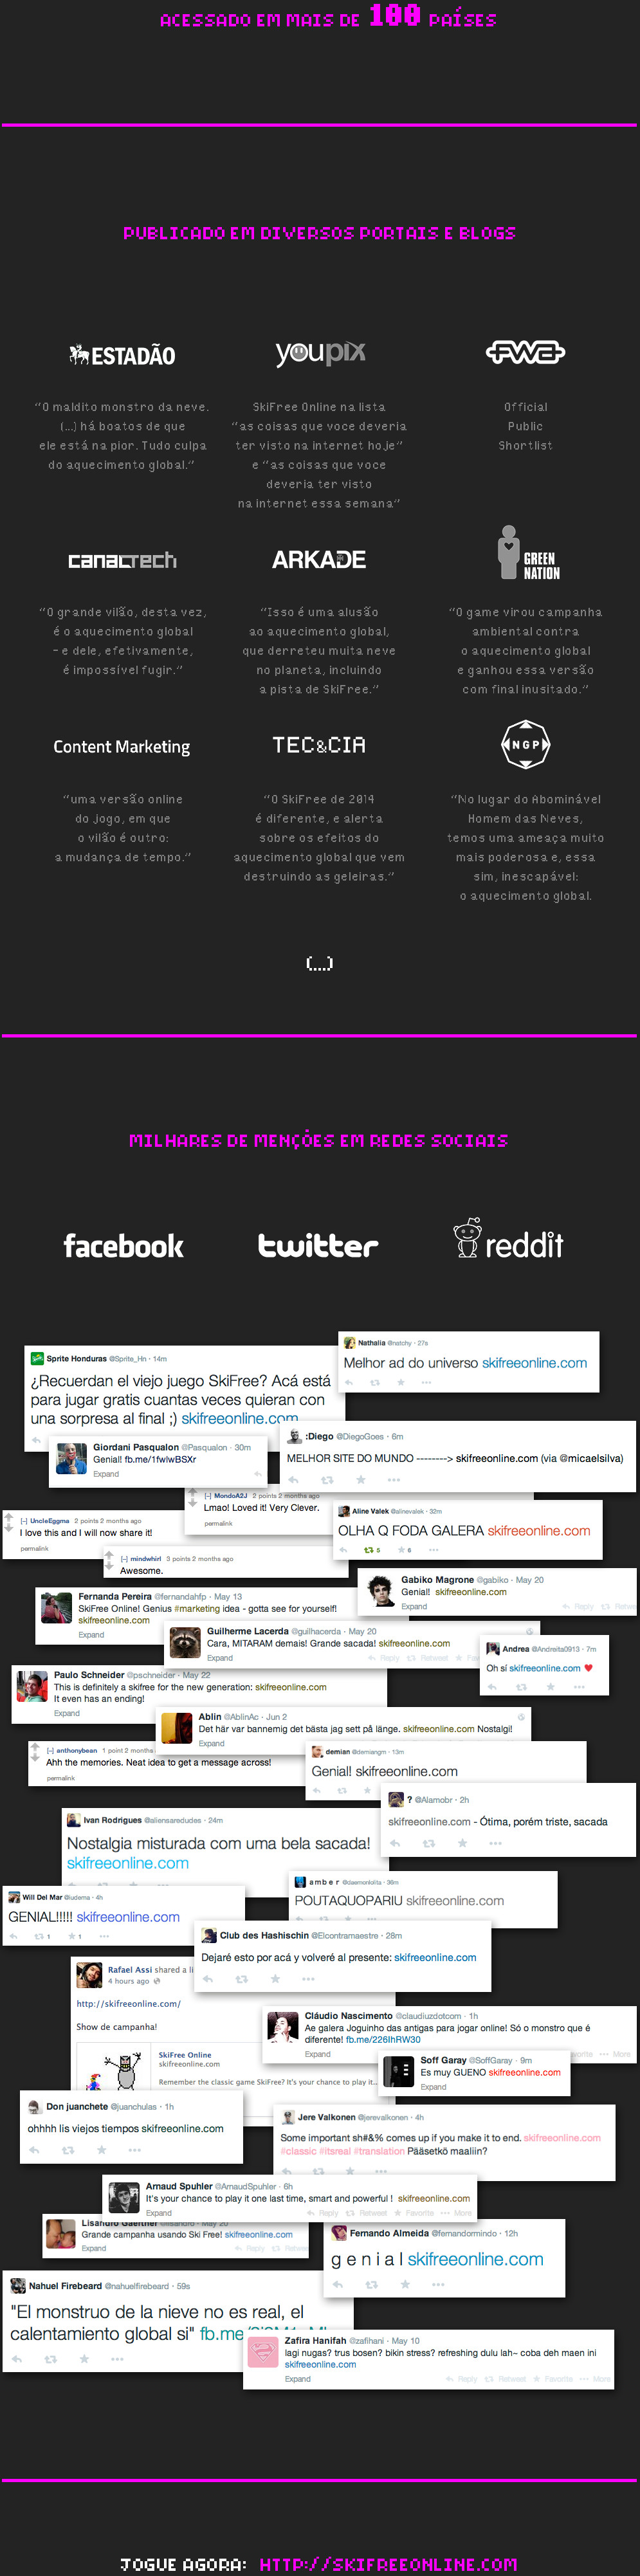 ACESSADO EM MAIS DE 100 PAÍSES
PUBLICADO EM DIVERSOS PORTAIS E BLOGS
ESTADÃO
"O maldito monstro da neve.
(...) há boatos de que
ele está na pior. Tudo culpa
do aquecimento global."
youpix
SkiFree Online na lista
"as coisas que voce deveria
ter visto na internet hoje"
e "as coisas que voce
deveria ter visto
na internet essa semana"
FWA
Official
Public
Shortlist
canaltech
"O grande vilão, desta vez,
é o aquecimento global
- e dele, efetivamente,
é impossível fugir."
ARKADE
"Isso é uma alusão
ao aquecimento global,
que derreteu muita neve
no planeta, incluindo
a pista de SkiFree."
GREEN
NATION
"O game virou campanha
ambiental contra
o aquecimento global
e ganhou essa versão
com final inusitado."
Content Marketing
"uma versão online
do jogo, em que
o vilão é outro:
a mudança de tempo."
TEC&CIA
"O SkiFree de 2014
é diferente, e alerta
sobre os efeitos do
aquecimento global que vem
destruindo as geleiras."
NGP
"No lugar do Abominável
Homem das Neves,
temos uma ameaça muito
mais poderosa e, essa
sim, inescapável:
o aquecimento global.
(...)
MILHARES DE MENÇÕES EM REDES SOCIAIS
facebook
twitter
reddit
Nathalia @natchy · 27s
Melhor ad do universo skifreeonline.com
Sprite Honduras @Sprite_Hn · 14m
¿Recuerdan el viejo juego SkiFree? Acá está
para jugar gratis cuantas veces quieran con
una sorpresa al final ;) skifreeonline.com
:Diego @DiegoGoes · 6m
MELHOR SITE DO MUNDO --------> skifreeonline.com (via @micaelsilva)
Giordani Pasqualon @Pasqualon · 30m
Genial! fb.me/1fwIwBSXr
Expand
[-] MondoA2J 2 points 2 months ago
Lmao! Loved it! Very Clever.
permalink
[-] UncleEggma 2 points 2 months ago
I love this and I will now share it!
permalink
Aline Valek @alinevalek · 32m
OLHA Q FODA GALERA skifreeonline.com
5 6
[-] mindwhirl 3 points 2 months ago
Awesome.
Gabiko Magrone @gabiko · May 20
Genial! skifreeonline.com
Expand Reply Retweet
Fernanda Pereira @fernandahfp · May 13
SkiFree Online! Genius #marketing idea - gotta see for yourself!
skifreeonline.com
Expand
Guilherme Lacerda @guilhacerda · May 20
Cara, MITARAM demais! Grande sacada! skifreeonline.com
Expand Reply Retweet
Andrea @Andreita0913 · 7m
Oh sí skifreeonline.com ♥
Paulo Schneider @pschneider · May 22
This is definitely a skifree for the new generation: skifreeonline.com
It even has an ending!
Expand
Ablin @AblinAc · Jun 2
Det här var bannemig det bästa jag sett på länge. skifreeonline.com Nostalgi!
Expand
[-] anthonybean 1 point 2 months
Ahh the memories. Neat idea to get a message across!
permalink
demian @demiangm · 13m
Genial! skifreeonline.com
? @Alamobr · 2h
skifreeonline.com - Ótima, porém triste, sacada
Ivan Rodrigues @aliensaredudes · 24m
Nostalgia misturada com uma bela sacada!
skifreeonline.com
amber @daemonlolita · 36m
POUTAQUOPARIU skifreeonline.com
Will Del Mar @iudema · 4h
GENIAL!!!!! skifreeonline.com
1 1
Club des Hashischin @Elcontramaestre · 28m
Dejaré esto por acá y volveré al presente: skifreeonline.com
Rafael Assi shared a
4 hours ago
http://skifreeonline.com/
Show de campanha!
SkiFree Online
skifreeonline.com
Remember the classic game SkiFree? It's your chance to play it...
Cláudio Nascimento @claudiuzdotcom · 1h
Ae galera Joguinho das antigas para jogar online! Só o monstro que é
diferente! fb.me/226IhRW30
Expand More
Soff Garay @SoffGaray · 9m
Es muy GUENO skifreeonline.com
Expand
Don juanchete @juanchulas · 1h
ohhhh lis viejos tiempos skifreeonline.com
Jere Valkonen @jerevalkonen · 4h
Some important sh#&% comes up if you make it to end. skifreeonline.com
#classic #itsreal #translation Pääsetkö maaliin?
Arnaud Spuhler @ArnaudSpuhler · 6h
It's your chance to play it one last time, smart and powerful ! skifreeonline.com
Expand Reply Retweet Favorite More
Lisandro Gaertner @lisandro · May 20
Grande campanha usando Ski Free! skifreeonline.com
Expand Reply Retweet
Fernando Almeida @fernandormindo · 12h
g e n i a l skifreeonline.com
Nahuel Firebeard @nahuelfirebeard · 59s
"El monstruo de la nieve no es real, el
calentamiento global si"
Zafira Hanifah @zafihani · May 10
lagi nugas? trus bosen? bikin stress? refreshing dulu lah~ coba deh maen ini
skifreeonline.com
Expand Reply Retweet Favorite More
JOGUE AGORA: HTTP://SKIFREEONLINE.COM